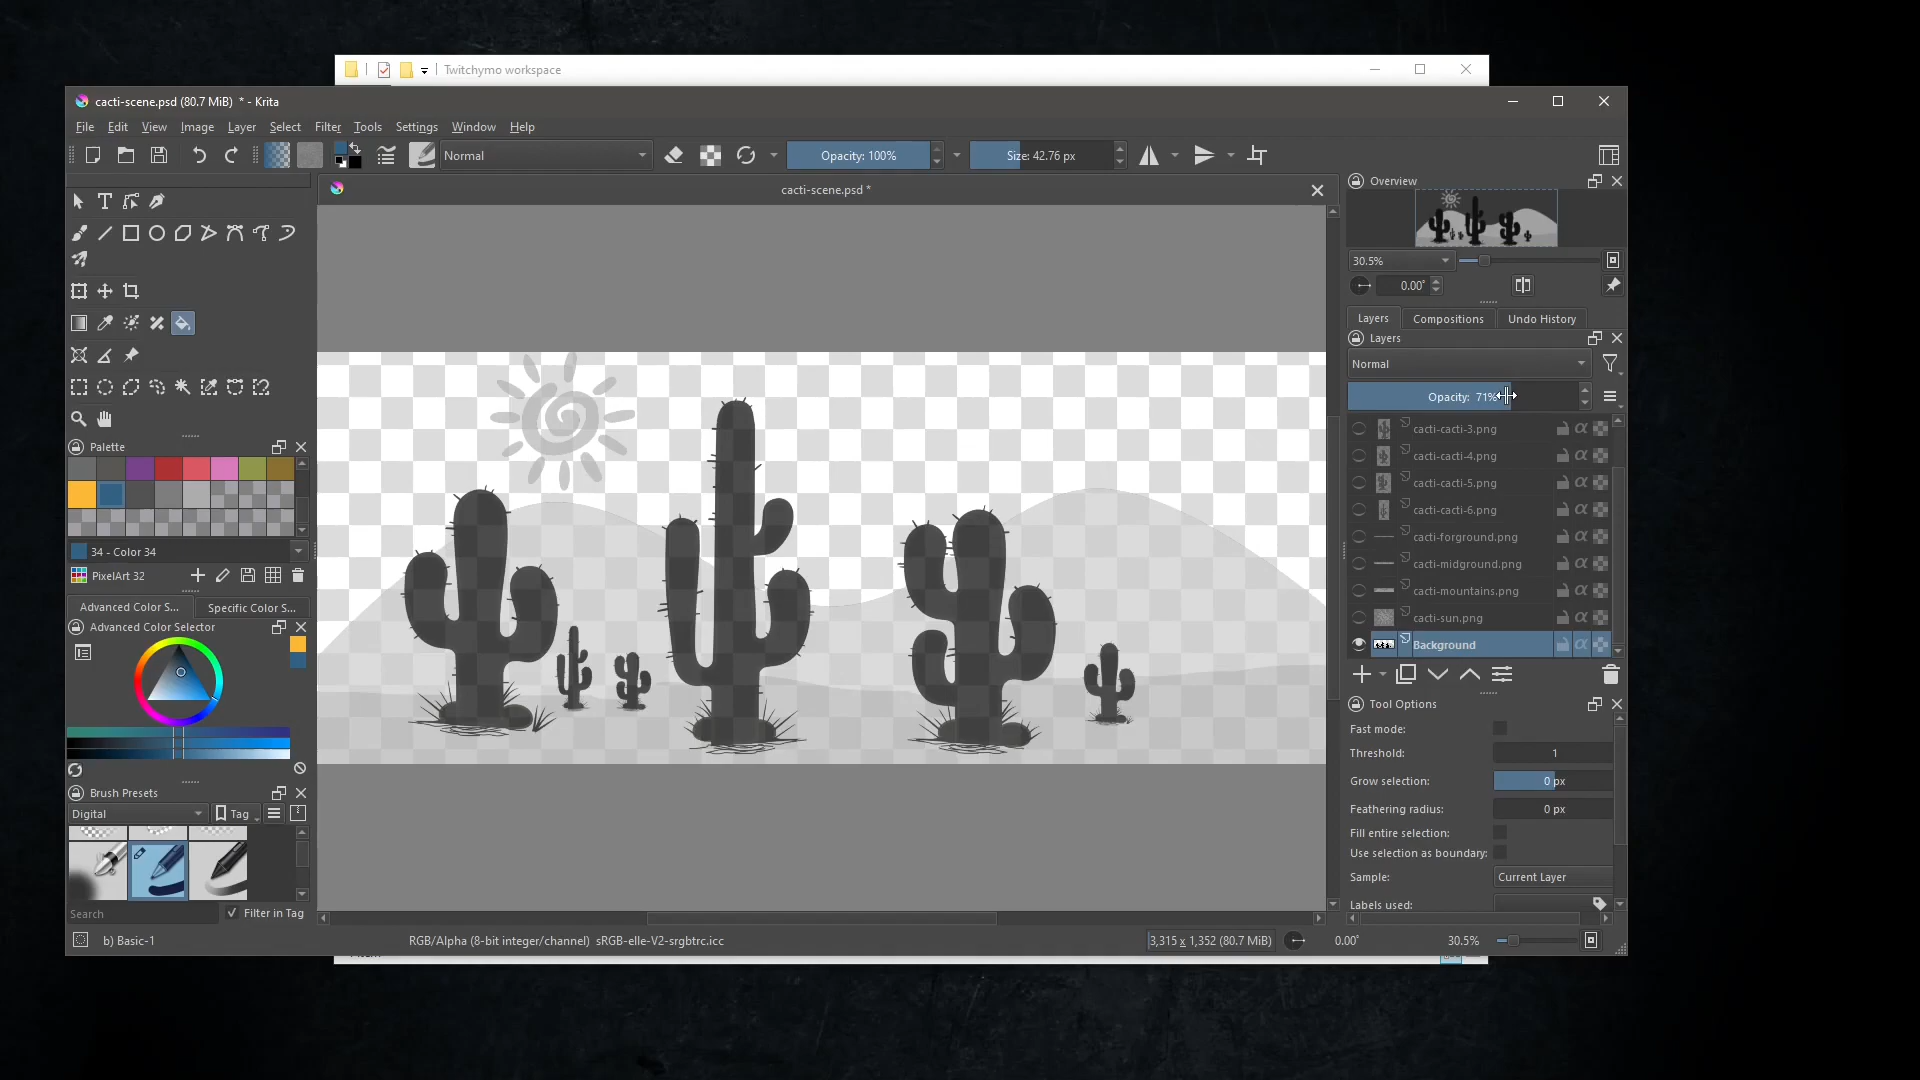 Twitchymo workspace
cacti-scene.psd (80.7 MiB) * - Krita
File Edit View Image Layer Select Filter Tools Settings Window Help
Normal
Opacity: 100%
Size: 42.76 px
cacti-scene.psd *
Overview
30.5%
0.00°
Layers Compositions Undo History
Layers
Normal
Opacity: 71%
cacti-cacti-3.png
cacti-cacti-4.png
cacti-cacti-5.png
cacti-cacti-6.png
cacti-forground.png
cacti-midground.png
cacti-mountains.png
cacti-sun.png
Background
Tool Options
Fast mode:
Threshold: 1
Grow selection: 0 px
Feathering radius: 0 px
Fill entire selection:
Use selection as boundary:
Sample: Current Layer
Labels used:
Palette
34 - Color 34
PixelArt 32
Advanced Color S... Specific Color S...
Advanced Color Selector
Brush Presets
Digital
Tag
Search
Filter in Tag
b) Basic-1
RGB/Alpha (8-bit integer/channel) sRGB-elle-V2-srgbtrc.icc
3,315 x 1,352 (80.7 MiB)
0.00°
30.5%